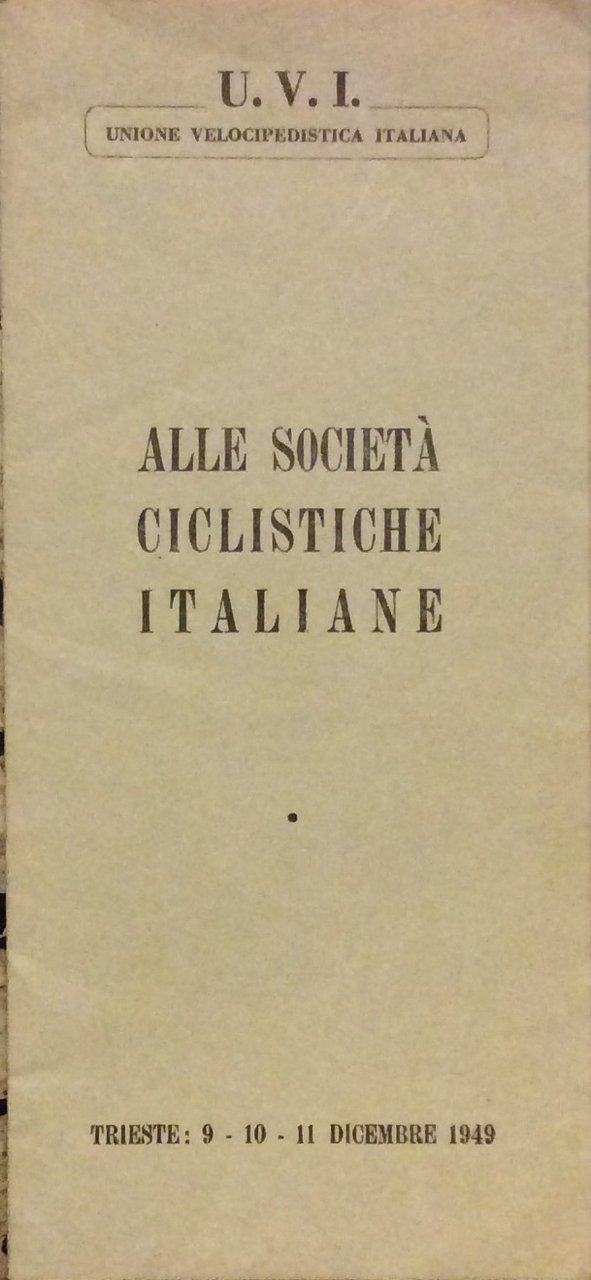 U. V. I.
UNIONE VELOCIPEDISTICA ITALIANA
ALLE SOCIETÀ
CICLISTICHE
ITALIANE
TRIESTE: 9 - 10 - 11 DICEMBRE 1949